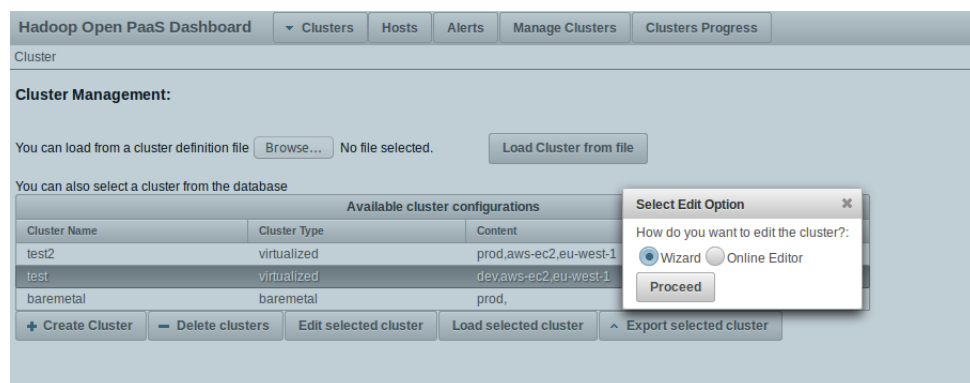 Hadoop Open PaaS Dashboard Clusters Hosts Alerts Manage Clusters Clusters Progress
Cluster
Cluster Management:
You can load from a cluster definition file Browse... No file selected. Load Cluster from file
You can also select a cluster from the database
Available cluster configurations
Cluster Name Cluster Type Content
test2 virtualized prod,aws-ec2,eu-west-1
test virtualized dev,aws-ec2,eu-west-1
baremetal baremetal prod,
Create Cluster Delete clusters Edit selected cluster Load selected cluster Export selected cluster
Select Edit Option
How do you want to edit the cluster?:
Wizard Online Editor
Proceed